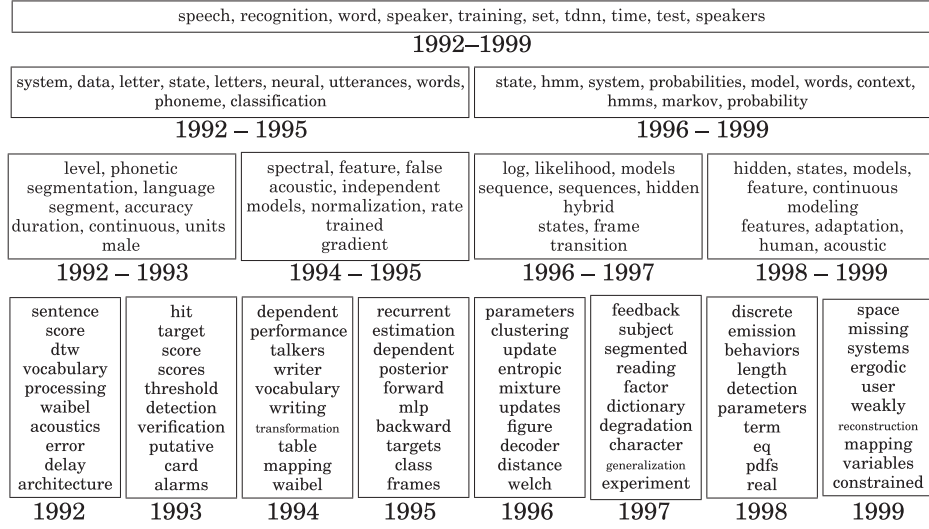 speech, recognition, word, speaker, training, set, tdnn, time, test, speakers
1992–1999
system, data, letter, state, letters, neural, utterances, words,
phoneme, classification
1992 – 1995
state, hmm, system, probabilities, model, words, context,
hmms, markov, probability
1996 – 1999
level, phonetic
segmentation, language
segment, accuracy
duration, continuous, units
male
1992 – 1993
spectral, feature, false
acoustic, independent
models, normalization, rate
trained
gradient
1994 – 1995
log, likelihood, models
sequence, sequences, hidden
hybrid
states, frame
transition
1996 – 1997
hidden, states, models,
feature, continuous
modeling
features, adaptation,
human, acoustic
1998 – 1999
sentence
score
dtw
vocabulary
processing
waibel
acoustics
error
delay
architecture
1992
hit
target
score
scores
threshold
detection
verification
putative
card
alarms
1993
dependent
performance
talkers
writer
vocabulary
writing
transformation
table
mapping
waibel
1994
recurrent
estimation
dependent
posterior
forward
mlp
backward
targets
class
frames
1995
parameters
clustering
update
entropic
mixture
updates
figure
decoder
distance
welch
1996
feedback
subject
segmented
reading
factor
dictionary
degradation
character
generalization
experiment
1997
discrete
emission
behaviors
length
detection
parameters
term
eq
pdfs
real
1998
space
missing
systems
ergodic
user
weakly
reconstruction
mapping
variables
constrained
1999